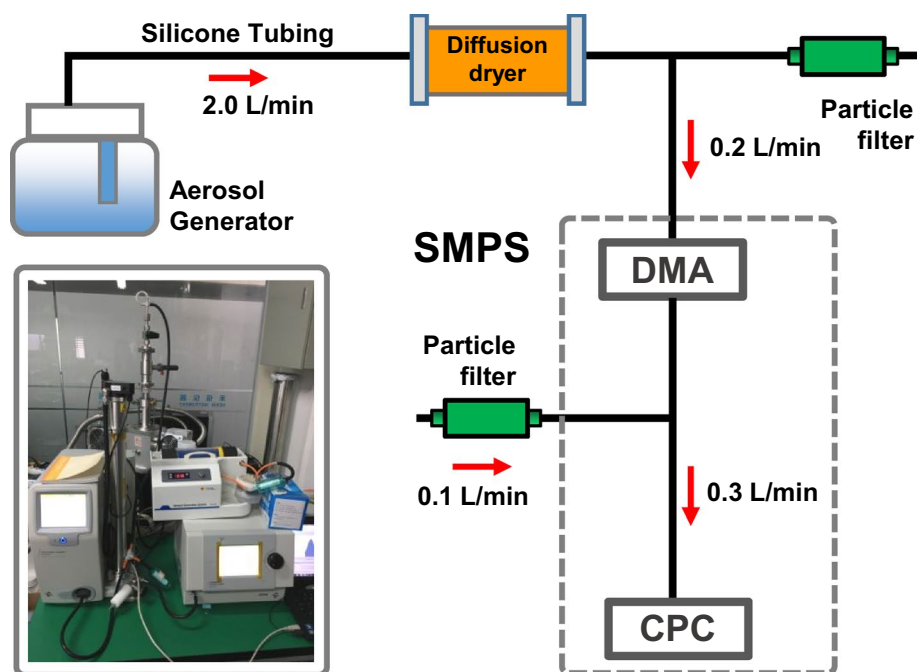 Silicone Tubing
2.0 L/min
Diffusion
dryer
Particle
filter
0.2 L/min
Aerosol
Generator
SMPS
DMA
Particle
filter
0.1 L/min
0.3 L/min
CPC